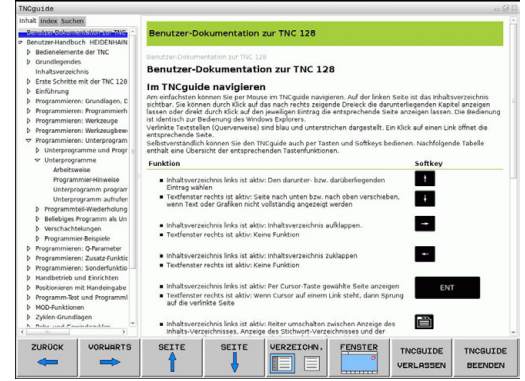 TNCguide
Inhalt Index Suchen
Benutzer-Dokumentation zur TNC
Benutzer-Handbuch HEIDENHAIN
Bedienelemente der TNC
Grundlegendes
Inhaltsverzeichnis
Erste Schritte mit der TNC 128
Einführung
Programmieren: Grundlagen, D
Programmieren: Programmierh
Programmieren: Werkzeuge
Programmieren: Werkzeugbew
Programmieren: Unterprogram
Unterprogramme und Progr
Unterprogramme
Arbeitsweise
Programmier-Hinweise
Unterprogramm program
Unterprogramm aufrufen
Programmteil-Wiederholung
Beliebiges Programm als Un
Verschachtelungen
Programmier-Beispiele
Programmieren: Q-Parameter
Programmieren: Zusatz-Funktic
Programmieren: Sonderfunktio
Handbetrieb und Einrichten
Positionieren mit Handeingabe
Programm-Test und Programml
MOD-Funktionen
Zyklen-Grundlagen
Benutzer-Dokumentation zur TNC 128
Benutzer-Dokumentation zur TNC 128
Benutzer-Dokumentation zur TNC 128
Im TNCguide navigieren
Am einfachsten können Sie per Mouse im TNCguide navigieren. Auf der linken Seite ist das Inhaltsverzeichnis
sichtbar. Sie können durch Klick auf das nach rechts zeigende Dreieck die darunterliegenden Kapitel anzeigen
lassen oder direkt durch Klick auf den jeweiligen Eintrag die entsprechende Seite anzeigen lassen. Die Bedienung
ist identisch zur Bedienung des Windows Explorers.
Verlinkte Textstellen (Querverweise) sind blau und unterstrichen dargestellt. Ein Klick auf einen Link öffnet die
entsprechende Seite.
Selbstverständlich können Sie den TNCguide auch per Tasten und Softkeys bedienen. Nachfolgende Tabelle
enthält eine Übersicht der entsprechenden Tastenfunktionen.
Funktion Softkey
Inhaltsverzeichnis links ist aktiv: Den darunter- bzw. darüberliegenden
Eintrag wählen
Textfenster rechts ist aktiv: Seite nach unten bzw. nach oben verschieben,
wenn Text oder Grafiken nicht vollständig angezeigt werden
Inhaltsverzeichnis links ist aktiv: Inhaltsverzeichnis aufklappen.
Textfenster rechts ist aktiv: Keine Funktion
Inhaltsverzeichnis links ist aktiv: Inhaltsverzeichnis zuklappen
Textfenster rechts ist aktiv: Keine Funktion
Inhaltsverzeichnis links ist aktiv: Per Cursor-Taste gewählte Seite anzeigen
Textfenster rechts ist aktiv: Wenn Cursor auf einem Link steht, dann Sprung
auf die verlinkte Seite
ENT
Inhaltsverzeichnis links ist aktiv: Reiter umschalten zwischen Anzeige des
Inhalts-Verzeichnisses, Anzeige des Stichwort-Verzeichnisses und der
ZURÜCK VORWÄRTS SEITE SEITE VERZEICHN. FENSTER TNCGUIDE TNCGUIDE
VERLASSEN BEENDEN